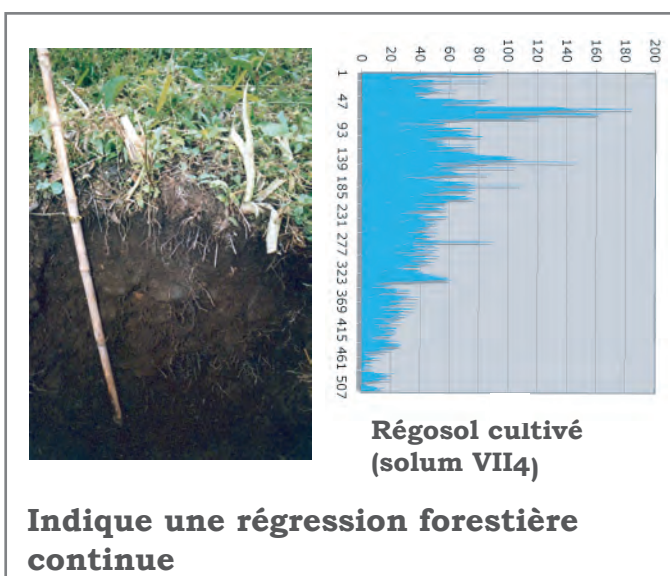 0 20 40 60 80 100 120 140 160 180 200
1 47 93 139 185 231 277 323 369 415 461 507
Régosol cultivé
(solum VII4)
Indique une régression forestière
continue